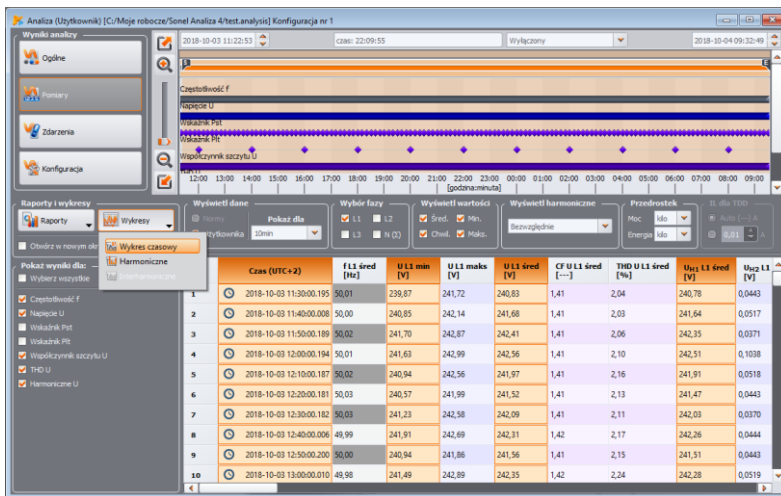 Analiza (Użytkownik) [C:/Moje robocze/Sonel Analiza 4/test.analysis] Konfiguracja nr 1
Wyniki analizy
Ogólne
Pomiary
Zdarzenia
Konfiguracja
2018-10-03 11:22:53
czas: 22:09:55
Wyłączony
2018-10-04 09:32:49
S
E
Częstotliwość f
Napięcie U
Wskaźnik Pst
Wskaźnik Plt
Współczynnik szczytu U
12:00 13:00 14:00 15:00 16:00 17:00 18:00 19:00 20:00 21:00 22:00 23:00 00:00 01:00 02:00 03:00 04:00 05:00 06:00 07:00 08:00 09:00
[godzina:minuta]
Raporty i wykresy
Raporty
Wykresy
Otwórz w nowym okr
Wykres czasowy
Harmoniczne
Interharmoniczne
Wyświetl dane
Normy
Pokaż dla
użytkownika
10min
Wybór fazy
L1
L2
L3
N (Σ)
Wyświetl wartości
Śred.
Min.
Chwil.
Maks.
Wyświetl harmoniczne
Bezwzględnie
Przedrostek
Moc
kilo
Energia
kilo
I_L dla TDD
Auto (---) A
0,01
A
Pokaż wyniki dla:
Wybierz wszystkie
Częstotliwość f
Napięcie U
Wskaźnik Pst
Wskaźnik Plt
Współczynnik szczytu U
THD U
Harmoniczne U
Czas (UTC+2) f L1 śred [Hz] U L1 min [V] U L1 maks [V] U L1 śred [V] CF U L1 śred [---] THD U L1 śred [%] U_H1 L1 śred [V] U_H2 L1 [V]
1 2018-10-03 11:30:00.195 50,01 239,87 241,72 240,83 1,41 2,04 240,78 0,0443
2 2018-10-03 11:40:00.008 50,00 240,85 242,14 241,68 1,41 2,03 241,64 0,0517
3 2018-10-03 11:50:00.189 50,02 241,70 242,87 242,41 1,41 2,06 242,35 0,0371
4 2018-10-03 12:00:00.194 50,01 241,63 242,99 242,56 1,41 2,10 242,51 0,1038
5 2018-10-03 12:10:00.187 50,02 240,94 242,56 241,97 1,41 2,16 241,91 0,0518
6 2018-10-03 12:20:00.181 50,03 240,57 241,99 241,52 1,41 2,13 241,47 0,0443
7 2018-10-03 12:30:00.182 50,03 241,23 242,58 242,09 1,41 2,11 242,03 0,0370
8 2018-10-03 12:40:00.006 49,99 241,91 242,69 242,31 1,42 2,17 242,26 0,0444
9 2018-10-03 12:50:00.200 50,00 240,94 241,86 241,56 1,41 2,15 241,51 0,0443
10 2018-10-03 13:00:00.010 49,98 241,49 242,89 242,35 1,42 2,24 242,28 0,0519